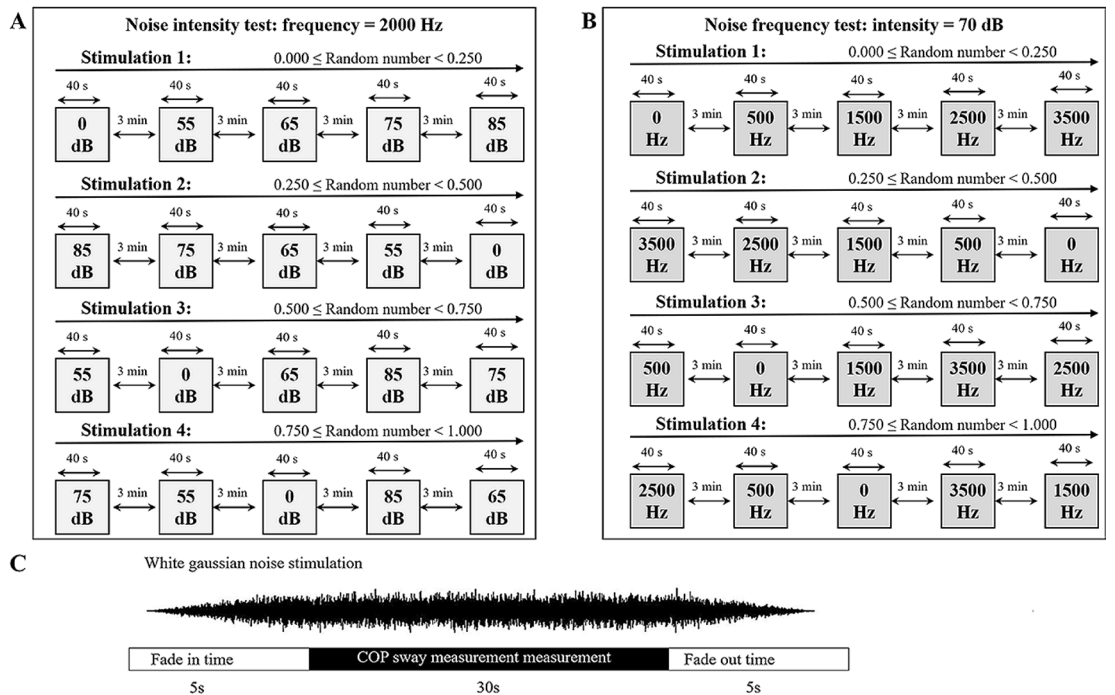 A
Noise intensity test: frequency = 2000 Hz
Stimulation 1: 0.000 ≤ Random number < 0.250
40 s 40 s 40 s 40 s 40 s
0 dB 3 min 55 dB 3 min 65 dB 3 min 75 dB 3 min 85 dB
Stimulation 2: 0.250 ≤ Random number < 0.500
40 s 40 s 40 s 40 s 40 s
85 dB 3 min 75 dB 3 min 65 dB 3 min 55 dB 3 min 0 dB
Stimulation 3: 0.500 ≤ Random number < 0.750
40 s 40 s 40 s 40 s 40 s
55 dB 3 min 0 dB 3 min 65 dB 3 min 85 dB 3 min 75 dB
Stimulation 4: 0.750 ≤ Random number < 1.000
40 s 40 s 40 s 40 s 40 s
75 dB 3 min 55 dB 3 min 0 dB 3 min 85 dB 3 min 65 dB
B
Noise frequency test: intensity = 70 dB
Stimulation 1: 0.000 ≤ Random number < 0.250
40 s 40 s 40 s 40 s 40 s
0 Hz 3 min 500 Hz 3 min 1500 Hz 3 min 2500 Hz 3 min 3500 Hz
Stimulation 2: 0.250 ≤ Random number < 0.500
40 s 40 s 40 s 40 s 40 s
3500 Hz 3 min 2500 Hz 3 min 1500 Hz 3 min 500 Hz 3 min 0 Hz
Stimulation 3: 0.500 ≤ Random number < 0.750
40 s 40 s 40 s 40 s 40 s
500 Hz 3 min 0 Hz 3 min 1500 Hz 3 min 3500 Hz 3 min 2500 Hz
Stimulation 4: 0.750 ≤ Random number < 1.000
40 s 40 s 40 s 40 s 40 s
2500 Hz 3 min 500 Hz 3 min 0 Hz 3 min 3500 Hz 3 min 1500 Hz
C
White gaussian noise stimulation
Fade in time COP sway measurement measurement Fade out time
5s 30s 5s